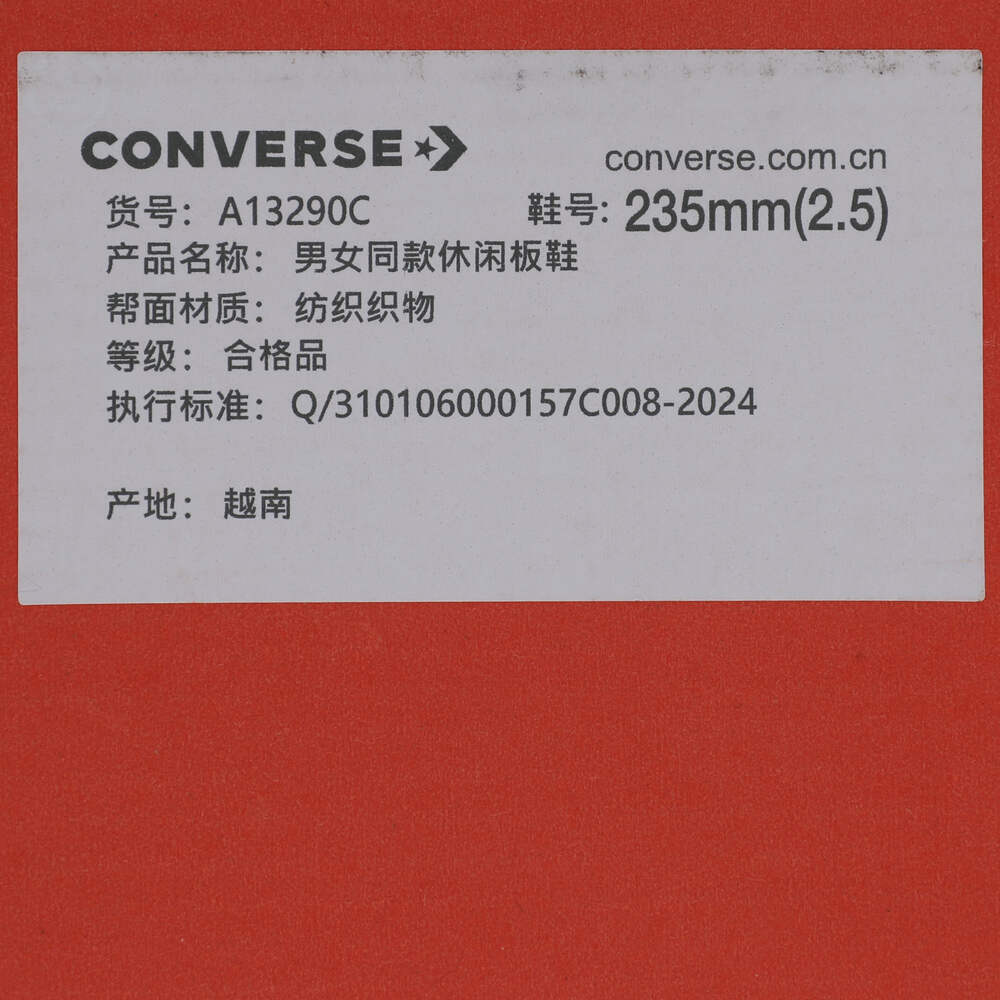 CONVERSE
converse.com.cn
货号: A13290C 鞋号: 235mm(2.5)
产品名称: 男女同款休闲板鞋
帮面材质: 纺织织物
等级: 合格品
执行标准: Q/310106000157C008-2024
产地: 越南